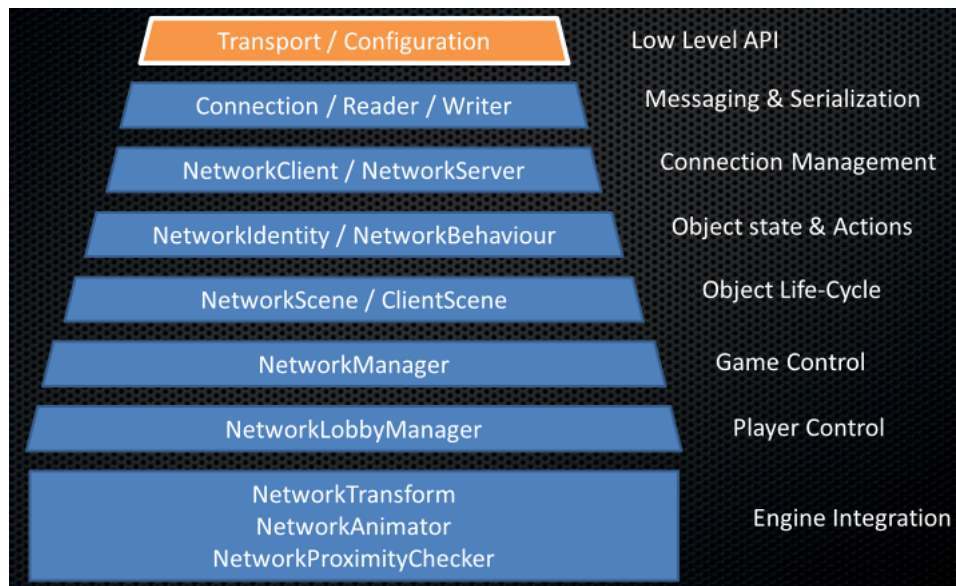 Transport / Configuration
Low Level API
Connection / Reader / Writer
Messaging & Serialization
NetworkClient / NetworkServer
Connection Management
NetworkIdentity / NetworkBehaviour
Object state & Actions
NetworkScene / ClientScene
Object Life-Cycle
NetworkManager
Game Control
NetworkLobbyManager
Player Control
NetworkTransform
NetworkAnimator
NetworkProximityChecker
Engine Integration